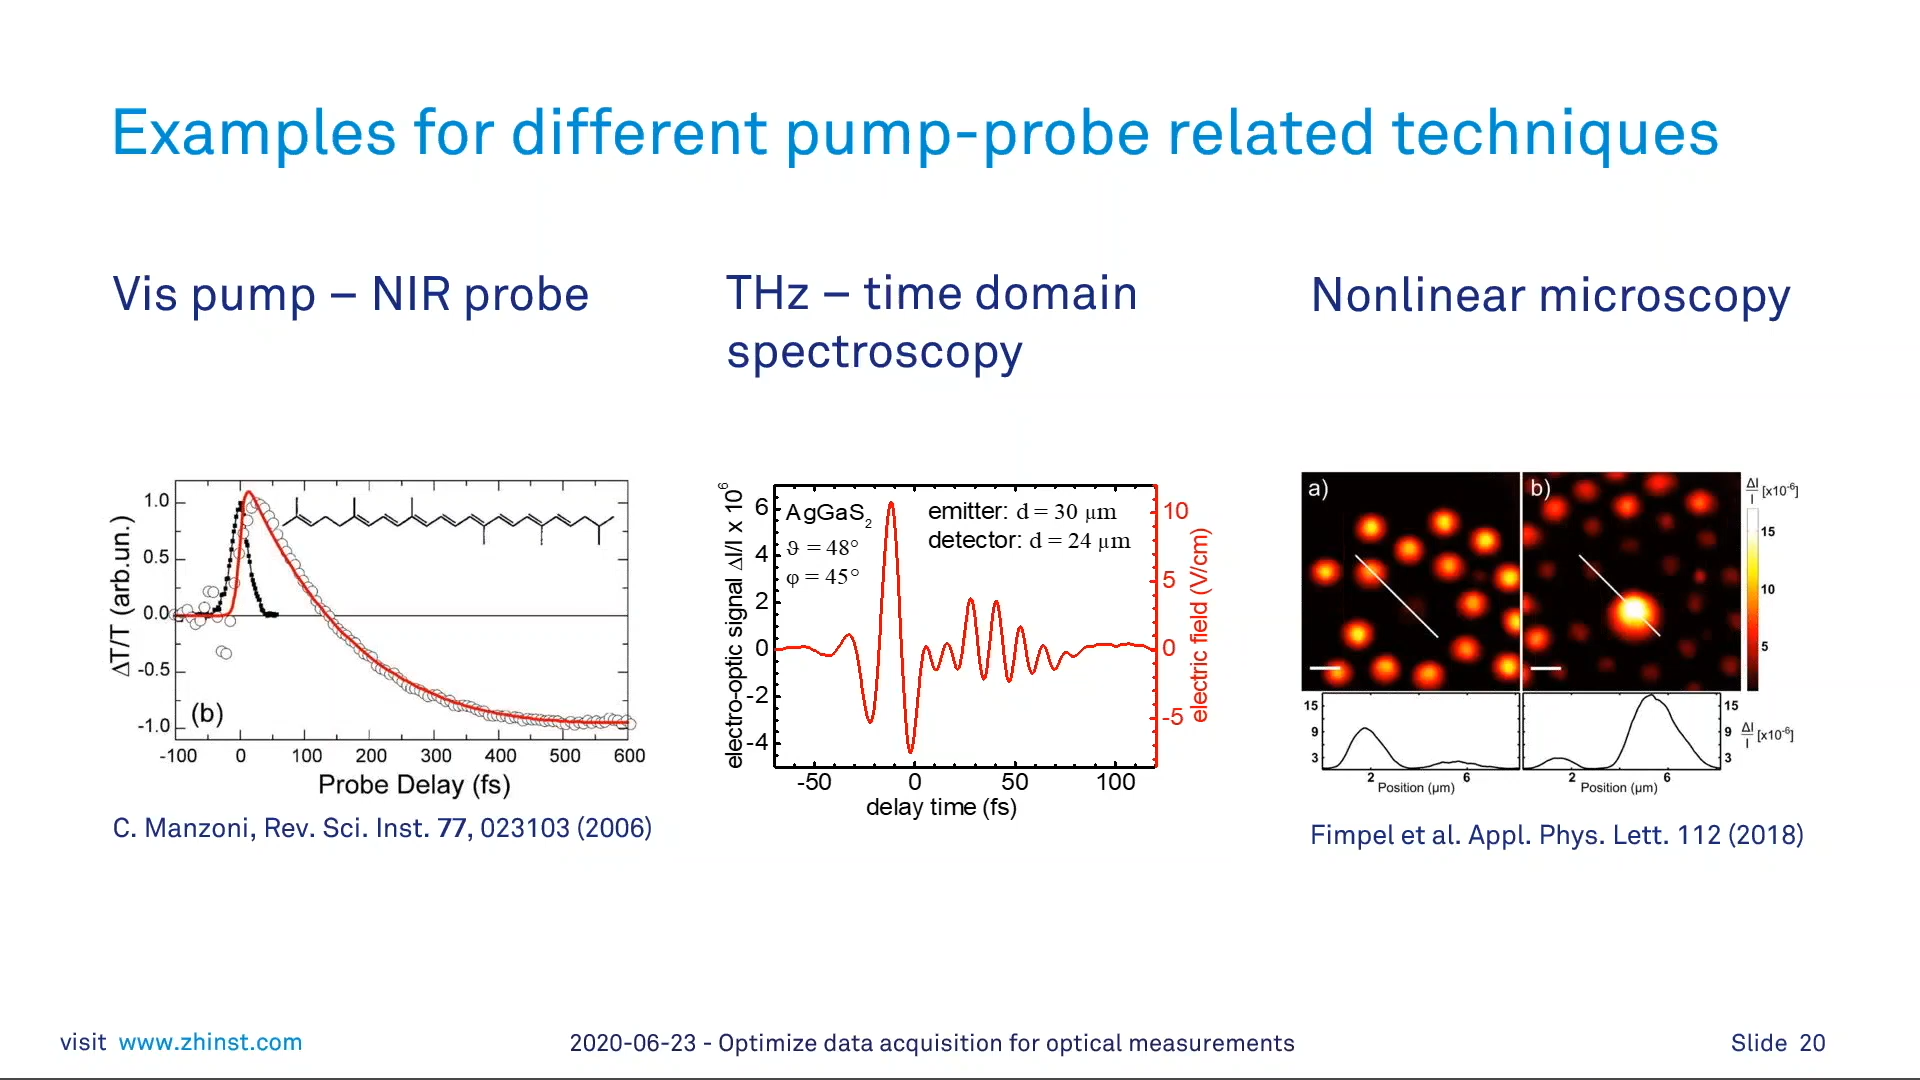 Examples for different pump-probe related techniques
Vis pump – NIR probe
ΔT/T (arb.un.)
1.0
0.5
0.0
-0.5
-1.0
(b)
-100 0 100 200 300 400 500 600
Probe Delay (fs)
C. Manzoni, Rev. Sci. Inst. 77, 023103 (2006)
THz – time domain
spectroscopy
electro-optic signal ΔI/I x 10⁶
6
4
2
0
-2
-4
AgGaS₂
ϑ = 48°
φ = 45°
emitter: d = 30 µm
detector: d = 24 µm
10
5
0
-5
electric field (V/cm)
-50 0 50 100
delay time (fs)
Nonlinear microscopy
a)
b)
ΔI/I [x10⁻⁶]
15
10
5
15
9
3
2 6
Position (µm)
2 6
Position (µm)
15
9
3
ΔI/I [x10⁻⁶]
Fimpel et al. Appl. Phys. Lett. 112 (2018)
visit www.zhinst.com
2020-06-23 - Optimize data acquisition for optical measurements
Slide 20